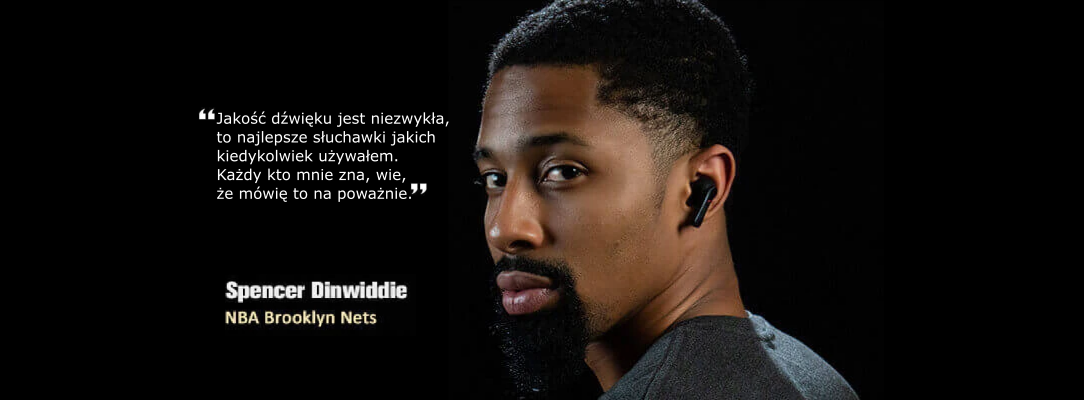 ❝Jakość dźwięku jest niezwykła,
to najlepsze słuchawki jakich
kiedykolwiek używałem.
Każdy kto mnie zna, wie,
że mówię to na poważnie.❞
Spencer Dinwiddie
NBA Brooklyn Nets